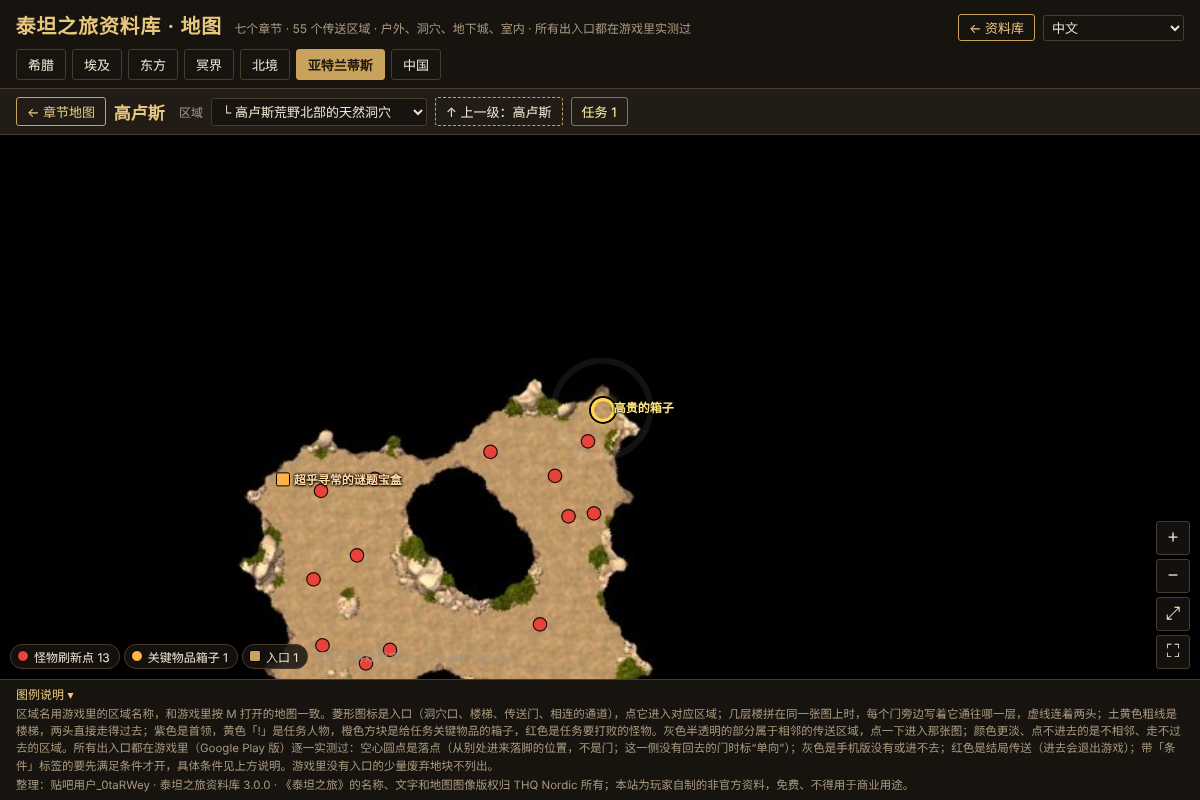 泰坦之旅资料库 · 地图
七个章节 · 55 个传送区域 · 户外、洞穴、地下城、室内 · 所有出入口都在游戏里实测过
← 资料库
中文
希腊
埃及
东方
冥界
北境
亚特兰蒂斯
中国
← 章节地图
高卢斯
区域
└ 高卢斯荒野北部的天然洞穴
↑ 上一级：高卢斯
任务 1
高贵的箱子
超乎寻常的谜题宝盒
+
−
怪物刷新点 13
关键物品箱子 1
入口 1
图例说明 ▾
区域名用游戏里的区域名称，和游戏里按 M 打开的地图一致。菱形图标是入口（洞穴口、楼梯、传送门、相连的通道），点它进入对应区域；几层楼拼在同一张图上时，每个门旁边写着它通往哪一层，虚线连着两头；土黄色粗线是
楼梯，两头直接走得过去；紫色是首领，黄色「!」是任务人物，橙色方块是给任务关键物品的箱子，红色是任务要打败的怪物。灰色半透明的部分属于相邻的传送区域，点一下进入那张图；颜色更淡、点不进去的是不相邻、走不过
去的区域。所有出入口都在游戏里（Google Play 版）逐一实测过：空心圆点是落点（从别处进来落脚的位置，不是门；这一侧没有回去的门时标“单向”）；灰色是手机版没有或进不去；红色是结局传送（进去会退出游戏）；带「条
件」标签的要先满足条件才开，具体条件见上方说明。游戏里没有入口的少量废弃地块不列出。
整理：贴吧用户_0taRWey · 泰坦之旅资料库 3.0.0 · 《泰坦之旅》的名称、文字和地图图像版权归 THQ Nordic 所有；本站为玩家自制的非官方资料，免费、不得用于商业用途。